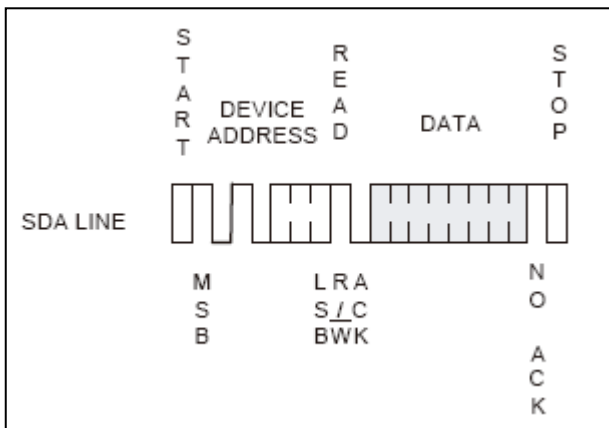 START
READ
STOP
DEVICE
ADDRESS
DATA
SDA LINE
MSB
LSB
R/W
ACK
NO ACK